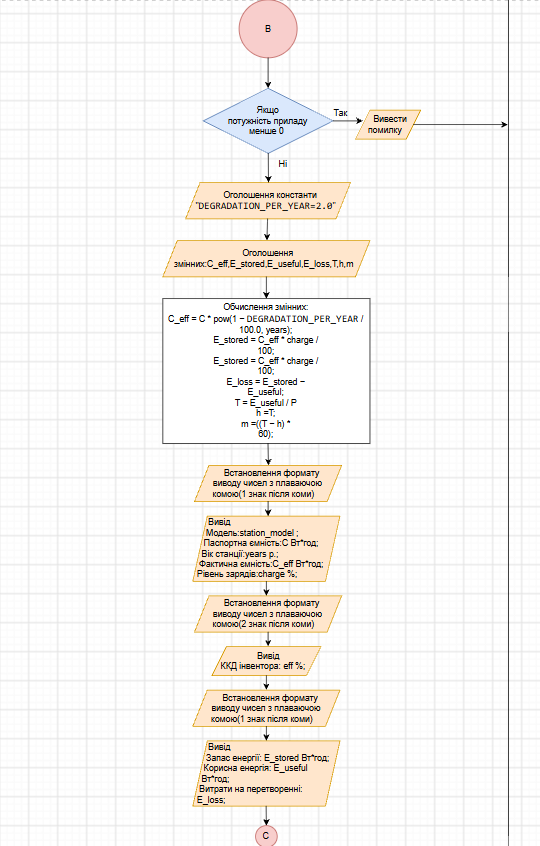 B
Якщо
потужність приладу
менше 0
Так
Вивести
помилку
Ні
Оголошення константи
"DEGRADATION_PER_YEAR=2.0"
Оголошення
змінних:C_eff,E_stored,E_useful,E_loss,T,h,m
Обчислення змінних:
C_eff = C * pow(1 − DEGRADATION_PER_YEAR /
100.0, years);
E_stored = C_eff * charge /
100;
E_stored = C_eff * charge /
100;
E_loss = E_stored −
E_useful;
T = E_useful / P
h =T;
m =((T − h) *
60);
Встановлення формату
виводу чисел з плаваючою
комою(1 знак після коми)
Вивід
Модель:station_model ;
Паспортна ємність:C Вт*год;
Вік станції:years р.;
Фактична ємність:C_eff Вт*год;
Рівень зарядів:charge %;
Встановлення формату
виводу чисел з плаваючою
комою(2 знак після коми)
Вивід
ККД інвентора: eff %;
Встановлення формату
виводу чисел з плаваючою
комою(1 знак після коми)
Вивід
Запас енергії: E_stored Вт*год;
Корисна енергія: E_useful
Вт*год;
Витрати на перетворенні:
E_loss;
C